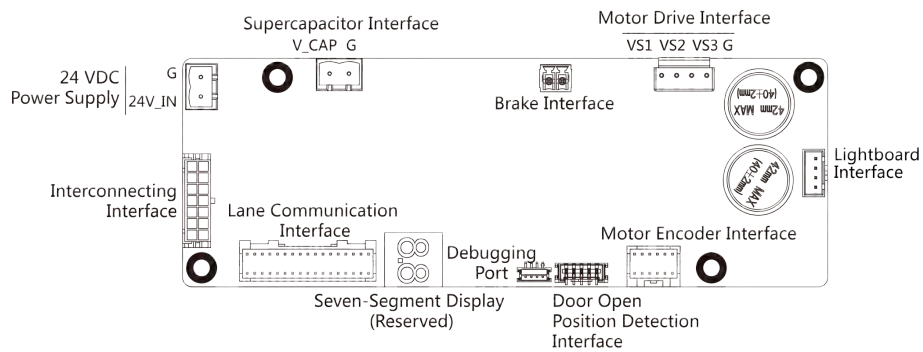 Supercapacitor Interface
V_CAP G
Motor Drive Interface
VS1 VS2 VS3 G
24 VDC
Power Supply
G
24V_IN
Brake Interface
42mm MAX
(40±2mm)
42mm MAX
(40±2mm)
Lightboard
Interface
Interconnecting
Interface
Lane Communication
Interface
Debugging
Port
Motor Encoder Interface
Seven-Segment Display
(Reserved)
Door Open
Position Detection
Interface